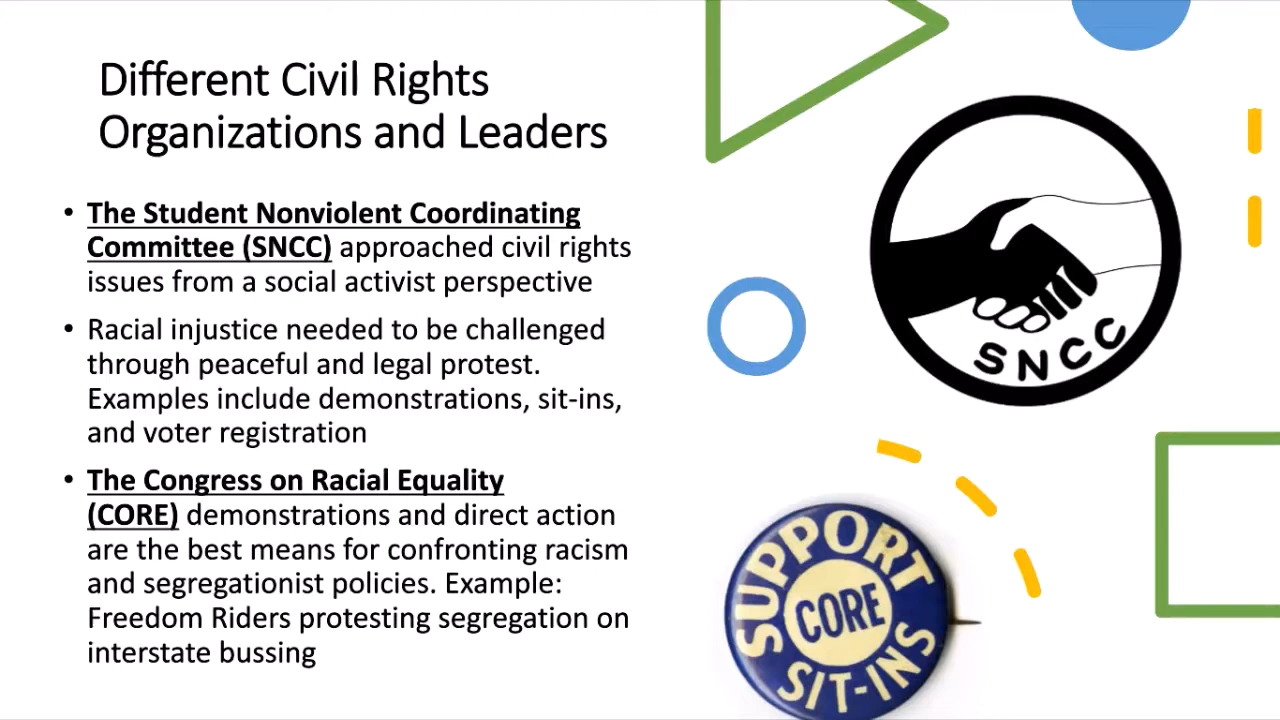 Different Civil Rights
Organizations and Leaders
• The Student Nonviolent Coordinating
Committee (SNCC) approached civil rights
issues from a social activist perspective
• Racial injustice needed to be challenged
through peaceful and legal protest.
Examples include demonstrations, sit-ins,
and voter registration
• The Congress on Racial Equality
(CORE) demonstrations and direct action
are the best means for confronting racism
and segregationist policies. Example:
Freedom Riders protesting segregation on
interstate bussing
SNCC
SUPPORT
CORE
SIT-INS